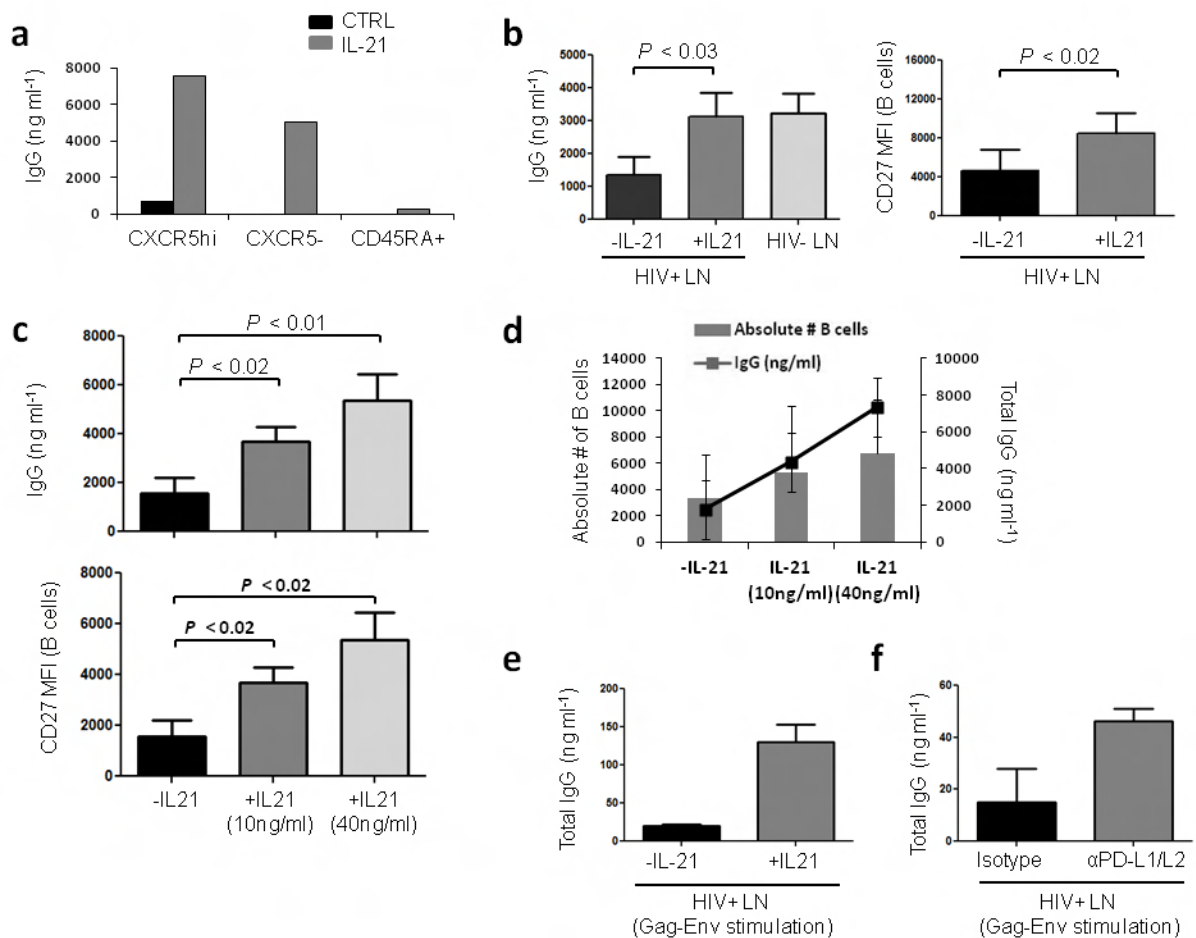 a
CTRL
IL-21
IgG (ng ml⁻¹)
8000
6000
4000
2000
0
CXCR5hi CXCR5- CD45RA+
b
P < 0.03
IgG (ng ml⁻¹)
5000
4000
3000
2000
1000
0
-IL-21 +IL21 HIV- LN
HIV+ LN
P < 0.02
CD27 MFI (B cells)
16000
12000
8000
4000
0
-IL-21 +IL21
HIV+ LN
c
P < 0.01
P < 0.02
IgG (ng ml⁻¹)
8000
6000
4000
2000
0
P < 0.02
P < 0.02
CD27 MFI (B cells)
8000
6000
4000
2000
0
-IL21 +IL21 +IL21
(10ng/ml) (40ng/ml)
d
Absolute # B cells
IgG (ng/ml)
Absolute # of B cells
14000
12000
10000
8000
6000
4000
2000
0
10000
8000
6000
4000
2000
0
Total IgG (ng ml⁻¹)
-IL-21 IL-21 IL-21
(10ng/ml) (40ng/ml)
e
Total IgG (ng ml⁻¹)
200
150
100
50
0
-IL-21 +IL21
HIV+ LN
(Gag-Env stimulation)
f
Total IgG (ng ml⁻¹)
60
40
20
0
Isotype αPD-L1/L2
HIV+ LN
(Gag-Env stimulation)